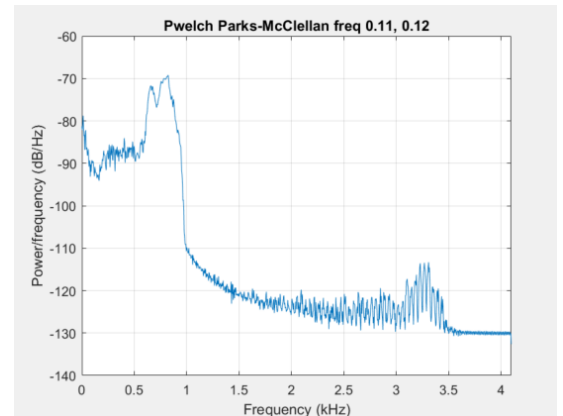 Pwelch Parks-McClellan freq 0.11, 0.12
Power/frequency (dB/Hz)
-60
-70
-80
-90
-100
-110
-120
-130
-140
0 0.5 1 1.5 2 2.5 3 3.5 4
Frequency (kHz)